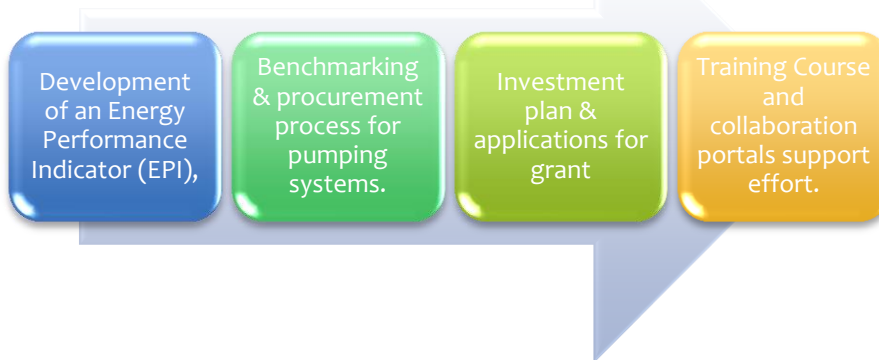 Development
of an Energy
Performance
Indicator (EPI),
Benchmarking
& procurement
process for
pumping
systems.
Investment
plan &
applications for
grant
Training Course
and
collaboration
portals support
effort.